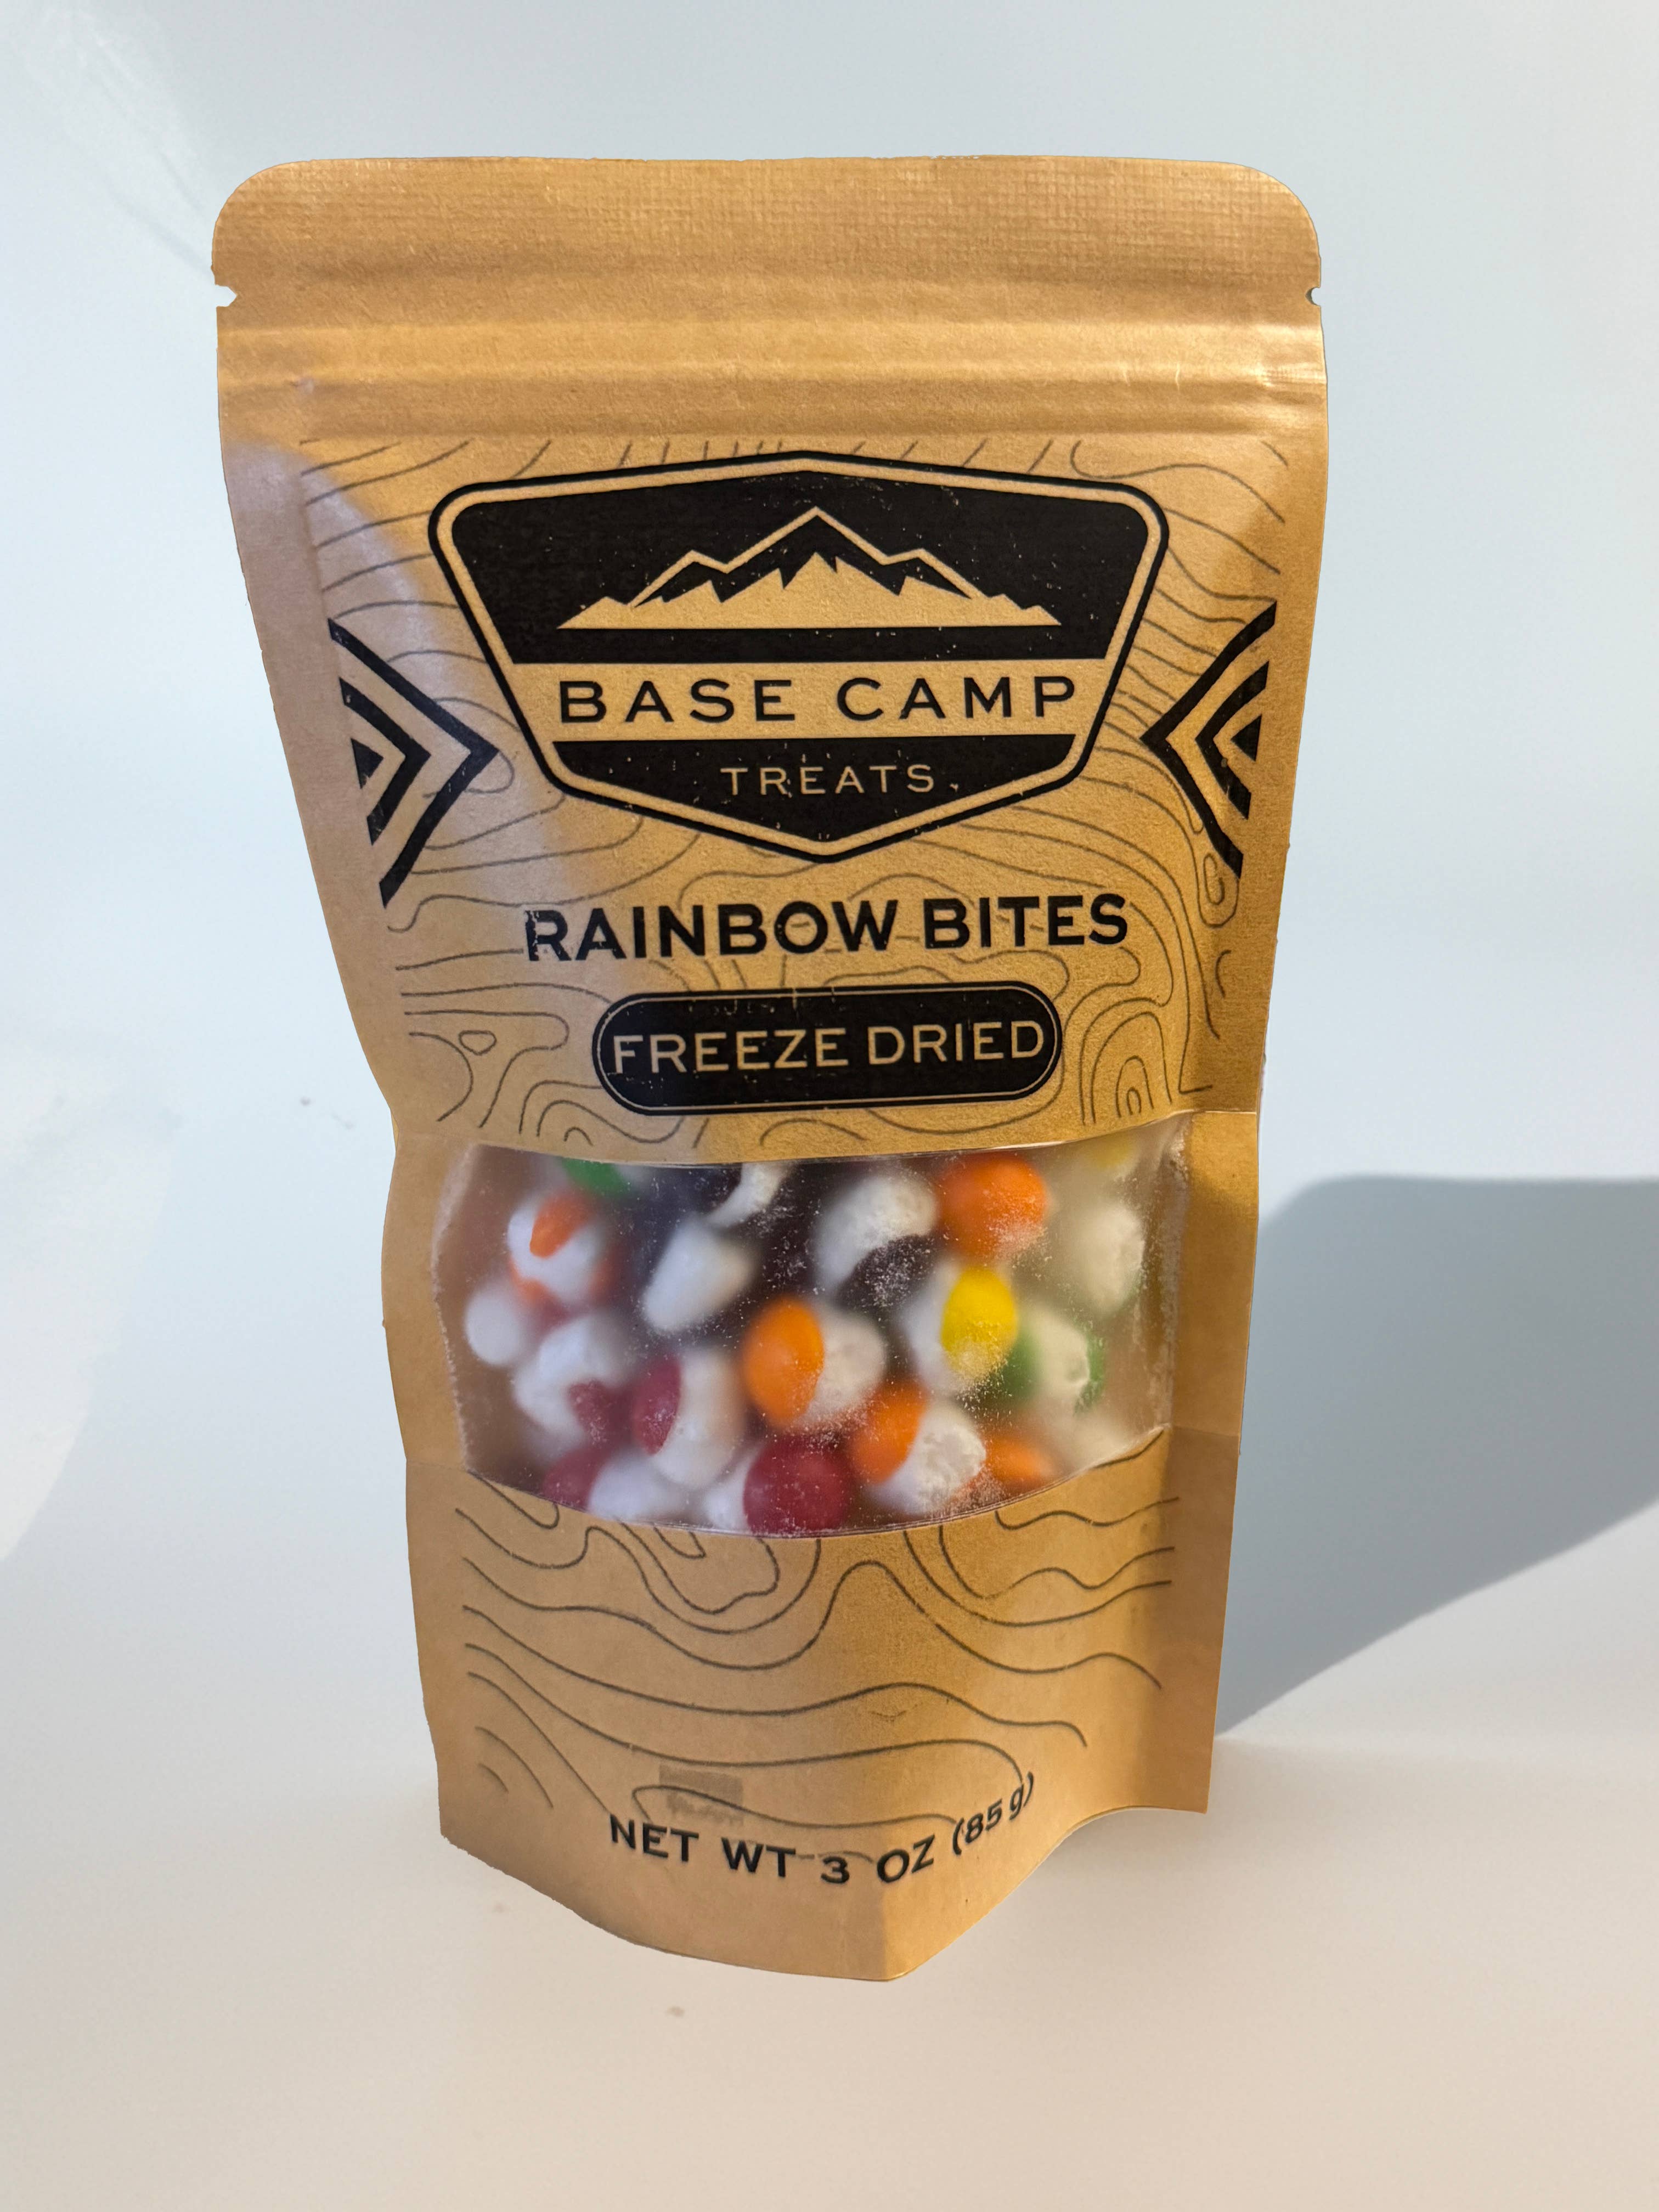 BASE CAMP
TREATS
RAINBOW BITES
FREEZE DRIED
NET WT 3 OZ (85 g)